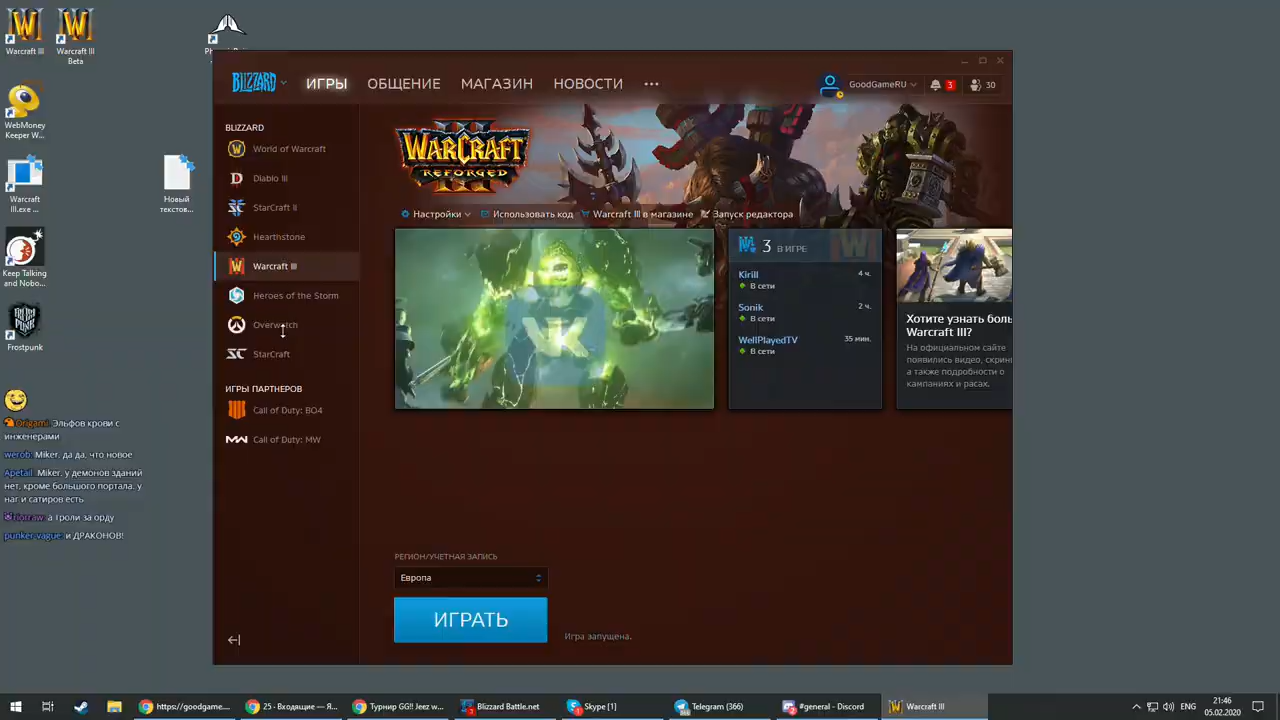 Warcraft III
Warcraft III
Beta
WebMoney
Keeper W...
Warcraft
III.exe ...
Новый
текстов...
Keep Talking
and Nobo...
Frostpunk
Origami: Эльфов крови с
инженерами
werob: Miker, да да, что новое
Apetail: Miker, у демонов зданий
нет, кроме большого портала. у
наг и сатиров есть
riorraw: а троли за орду
punker-vague: и ДРАКОНОВ!
BLIZZARD
ИГРЫ
ОБЩЕНИЕ
МАГАЗИН
НОВОСТИ
GoodGameRU
3
30
BLIZZARD
World of Warcraft
Diablo III
StarCraft II
Hearthstone
Warcraft III
Heroes of the Storm
Overwatch
StarCraft
ИГРЫ ПАРТНЕРОВ
Call of Duty: BO4
Call of Duty: MW
WARCRAFT
REFORGED
Настройки
Использовать код
Warcraft III в магазине
Запуск редактора
3 В ИГРЕ
Kirill 4 ч.
В сети
Sonik 2 ч.
В сети
WellPlayedTV 35 мин.
В сети
Хотите узнать боль
Warcraft III?
На официальном сайте
появились видео, скрин
а также подробности о
кампаниях и расах.
РЕГИОН/УЧЕТНАЯ ЗАПИСЬ
Европа
ИГРАТЬ
Игра запущена.
https://goodgame....
25 - Входящие — Я...
Турнир GG!! Jeez w...
Blizzard Battle.net
Skype [1]
Telegram (366)
#general - Discord
Warcraft III
ENG
21:46
05.02.2020